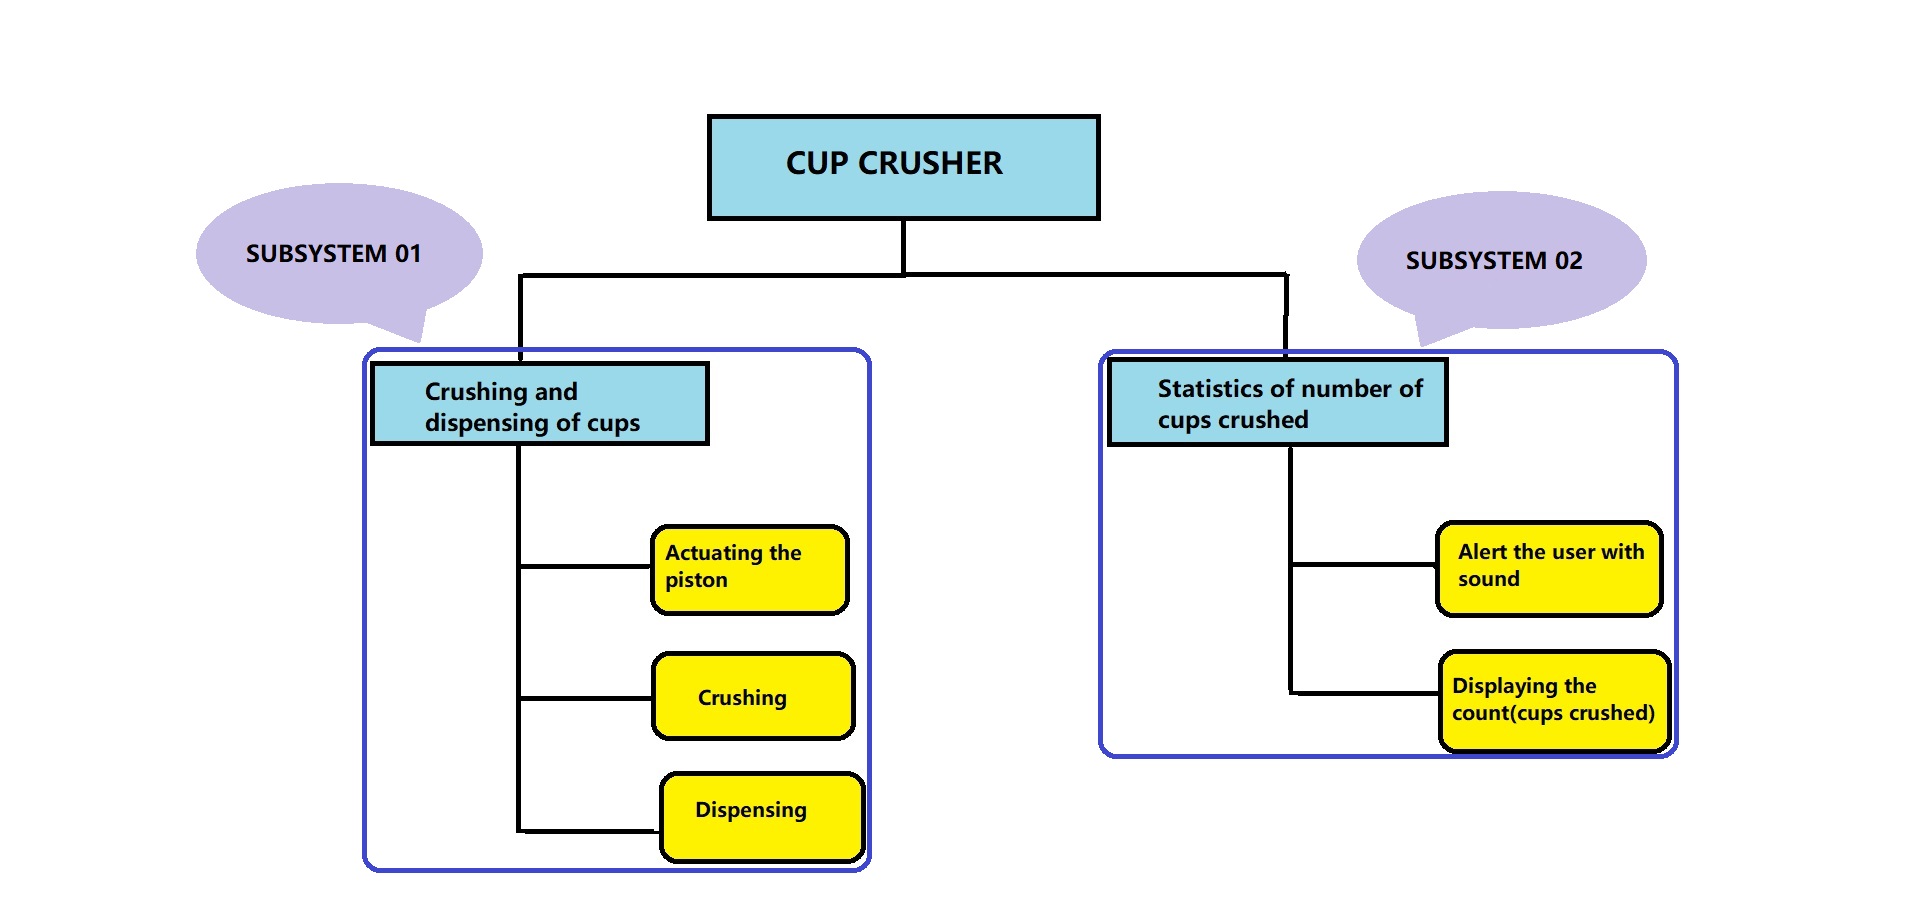 CUP CRUSHER
SUBSYSTEM 01
SUBSYSTEM 02
Crushing and
dispensing of cups
Actuating the
piston
Crushing
Dispensing
Statistics of number of
cups crushed
Alert the user with
sound
Displaying the
count(cups crushed)